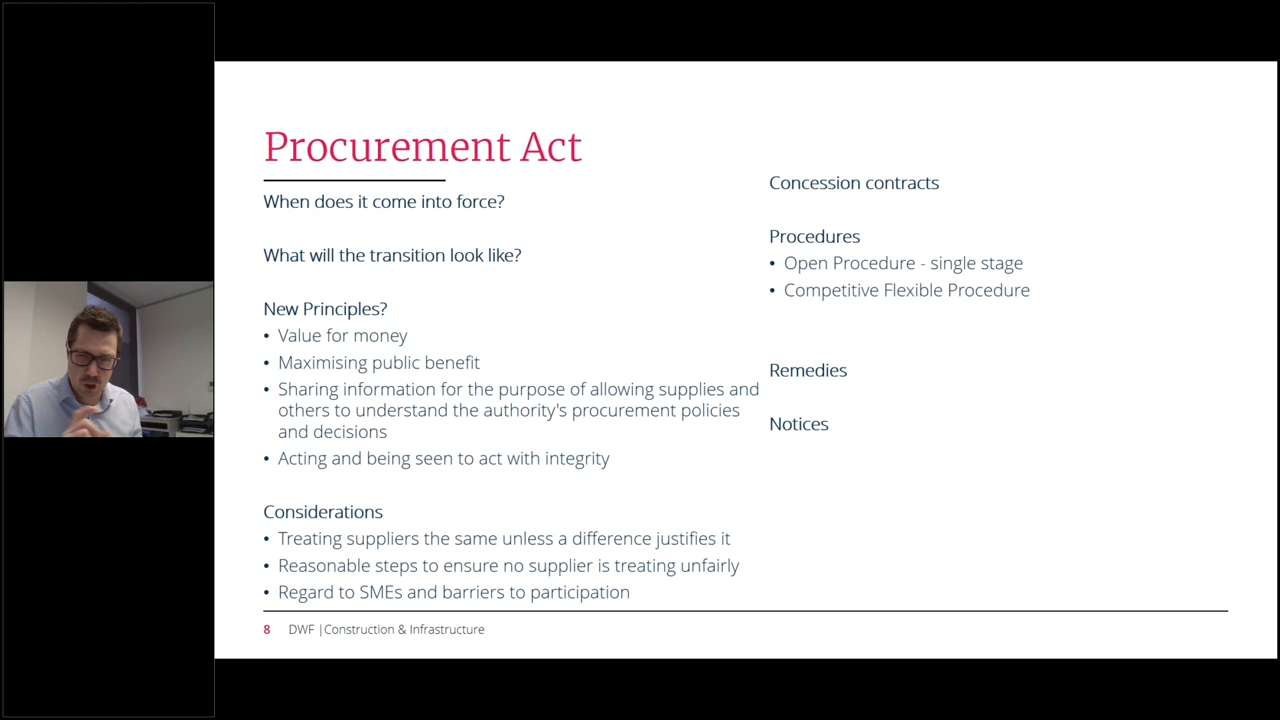 Procurement Act
When does it come into force?
What will the transition look like?
New Principles?
• Value for money
• Maximising public benefit
• Sharing information for the purpose of allowing supplies and
others to understand the authority's procurement policies
and decisions
• Acting and being seen to act with integrity
Considerations
• Treating suppliers the same unless a difference justifies it
• Reasonable steps to ensure no supplier is treating unfairly
• Regard to SMEs and barriers to participation
Concession contracts
Procedures
• Open Procedure - single stage
• Competitive Flexible Procedure
Remedies
Notices
8 DWF |Construction & Infrastructure